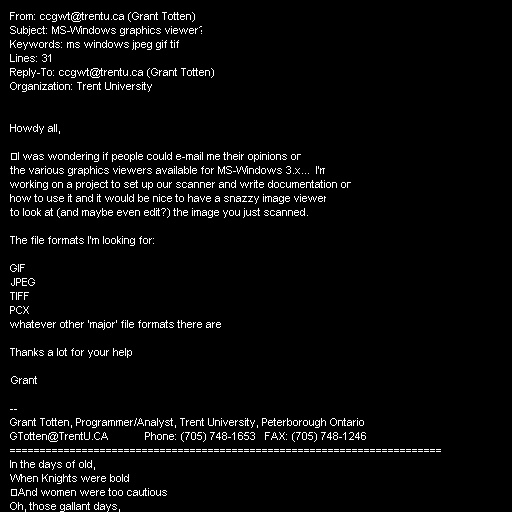 From: ccgwt@trentu.ca (Grant Totten)
Subject: MS-Windows graphics viewer?
Keywords: ms windows jpeg gif tif
Lines: 31
Reply-To: ccgwt@trentu.ca (Grant Totten)
Organization: Trent University

Howdy all,

I was wondering if people could e-mail me their opinions on
the various graphics viewers available for MS-Windows 3.x... I'm
working on a project to set up our scanner and write documentation on
how to use it and it would be nice to have a snazzy image viewer
to look at (and maybe even edit?) the image you just scanned.

The file formats I'm looking for:

GIF
JPEG
TIFF
PCX
whatever other 'major' file formats there are

Thanks a lot for your help

Grant

--
Grant Totten, Programmer/Analyst, Trent University, Peterborough Ontario
GTotten@TrentU.CA Phone: (705) 748-1653 FAX: (705) 748-1246
========================================================================
In the days of old,
When Knights were bold
And women were too cautious
Oh, those gallant days,